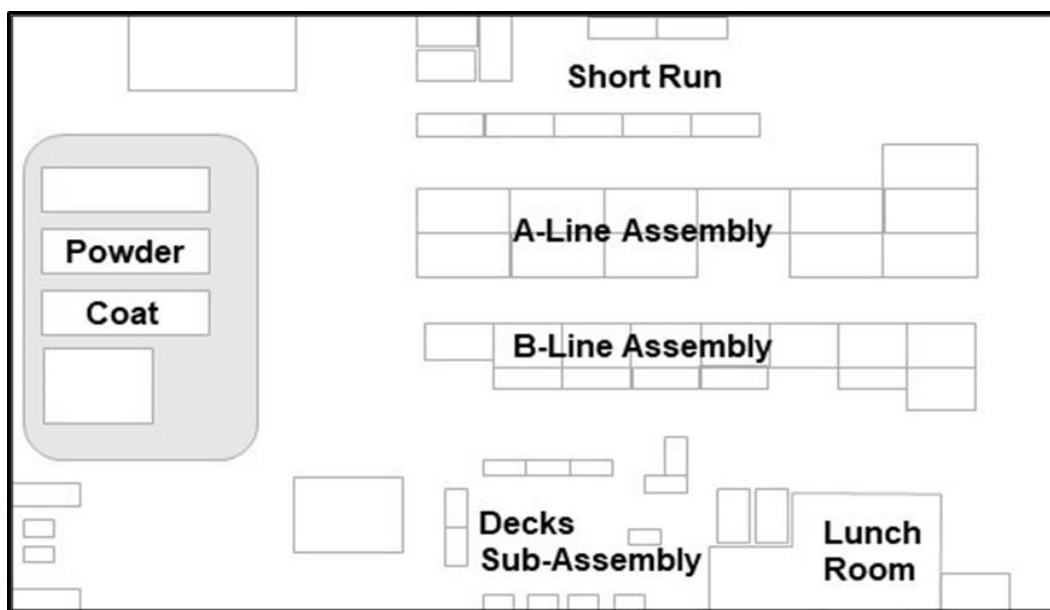 Short Run
A-Line Assembly
Powder
Coat
B-Line Assembly
Decks
Sub-Assembly
Lunch
Room